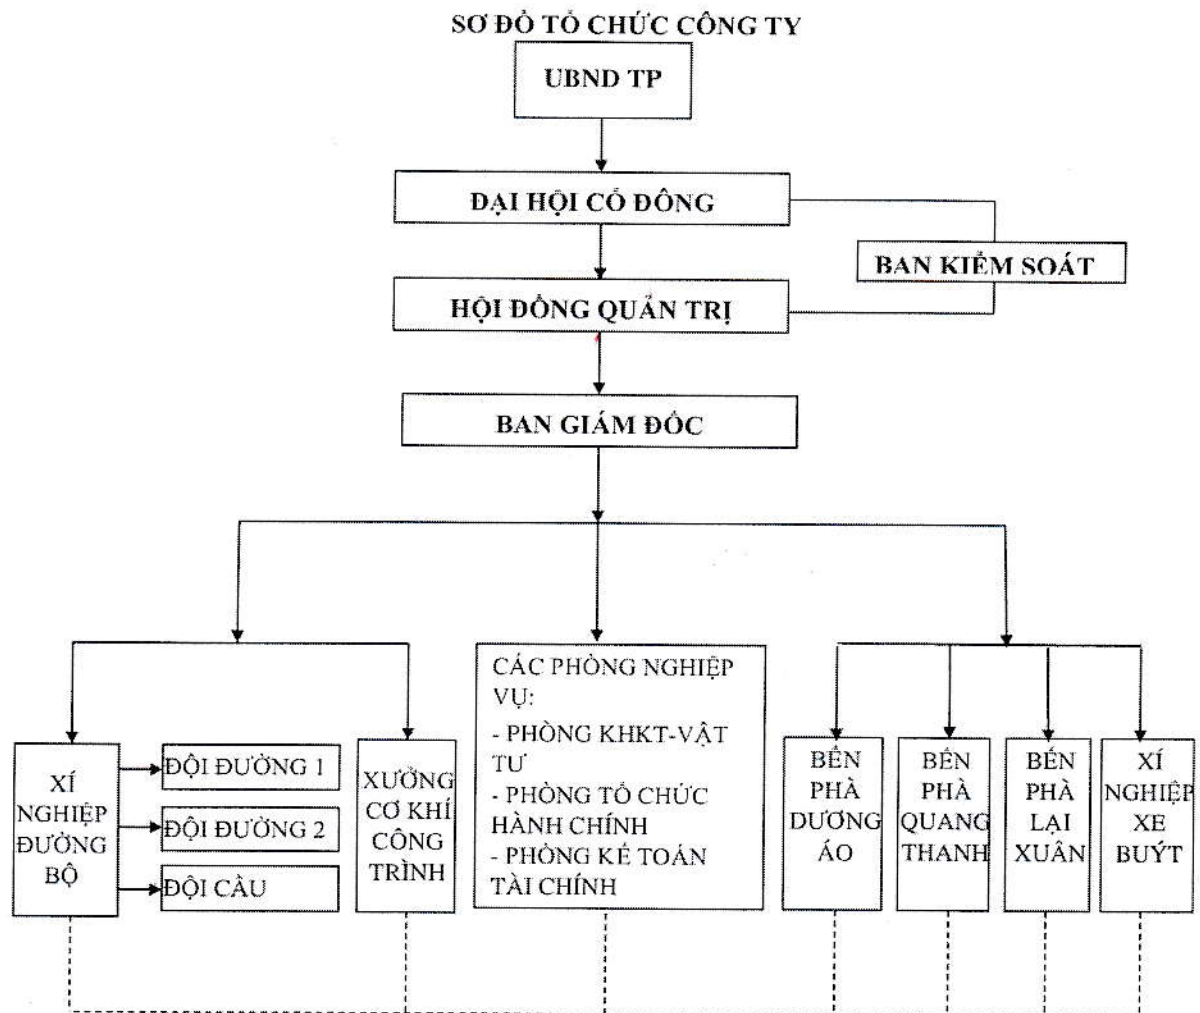 SƠ ĐỒ TỔ CHỨC CÔNG TY
UBND TP
ĐẠI HỘI CỔ ĐÔNG
BAN KIỂM SOÁT
HỘI ĐỒNG QUẢN TRỊ
BAN GIÁM ĐỐC
XÍ
NGHIỆP
ĐƯỜNG
BỘ
ĐỘI ĐƯỜNG 1
ĐỘI ĐƯỜNG 2
ĐỘI CẦU
XƯỞNG
CƠ KHÍ
CÔNG
TRÌNH
CÁC PHÒNG NGHIỆP
VỤ:
- PHÒNG KHKT-VẬT
TƯ
- PHÒNG TỔ CHỨC
HÀNH CHÍNH
- PHÒNG KẾ TOÁN
TÀI CHÍNH
BẾN
PHÀ
DƯƠNG
ÁO
BẾN
PHÀ
QUANG
THANH
BẾN
PHÀ
LẠI
XUÂN
XÍ
NGHIỆP
XE
BUÝT